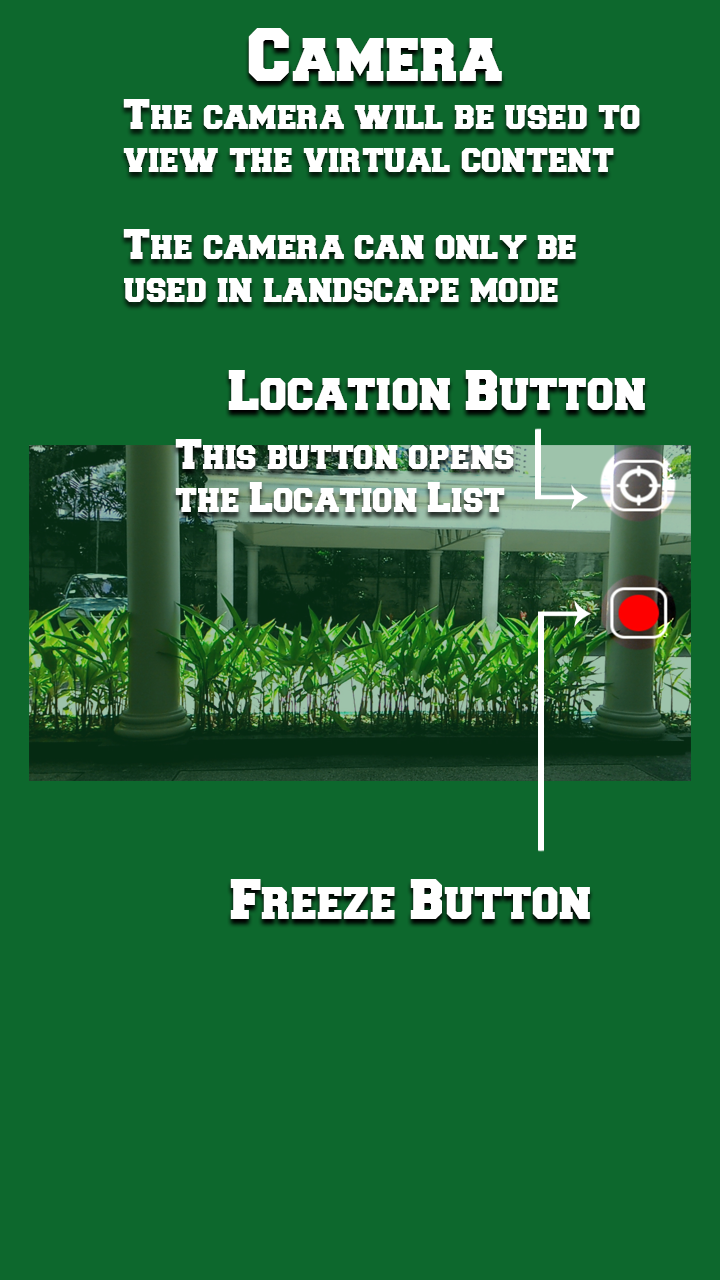 Camera
The camera will be used to
view the virtual content
The camera can only be
used in landscape mode
Location Button
This button opens
the Location List
Freeze Button